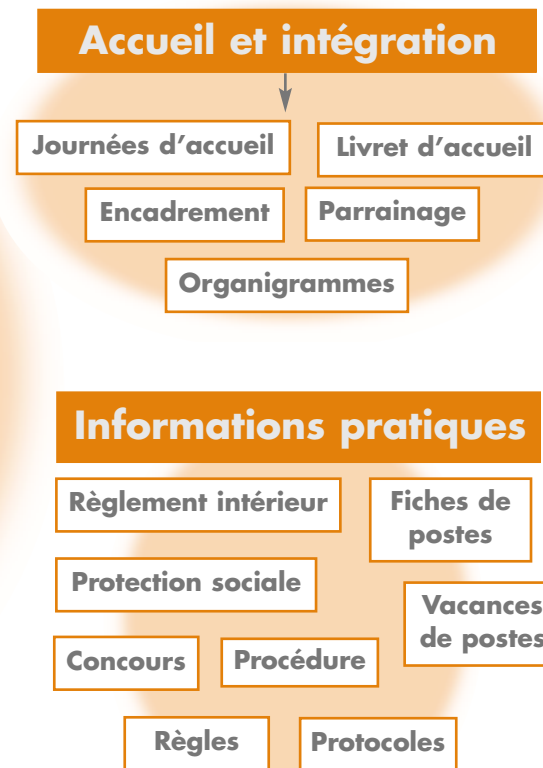 Accueil et intégration
Journées d’accueil
Livret d’accueil
Encadrement
Parrainage
Organigrammes
Informations pratiques
Règlement intérieur
Fiches de
postes
Protection sociale
Vacances
de postes
Concours
Procédure
Règles
Protocoles